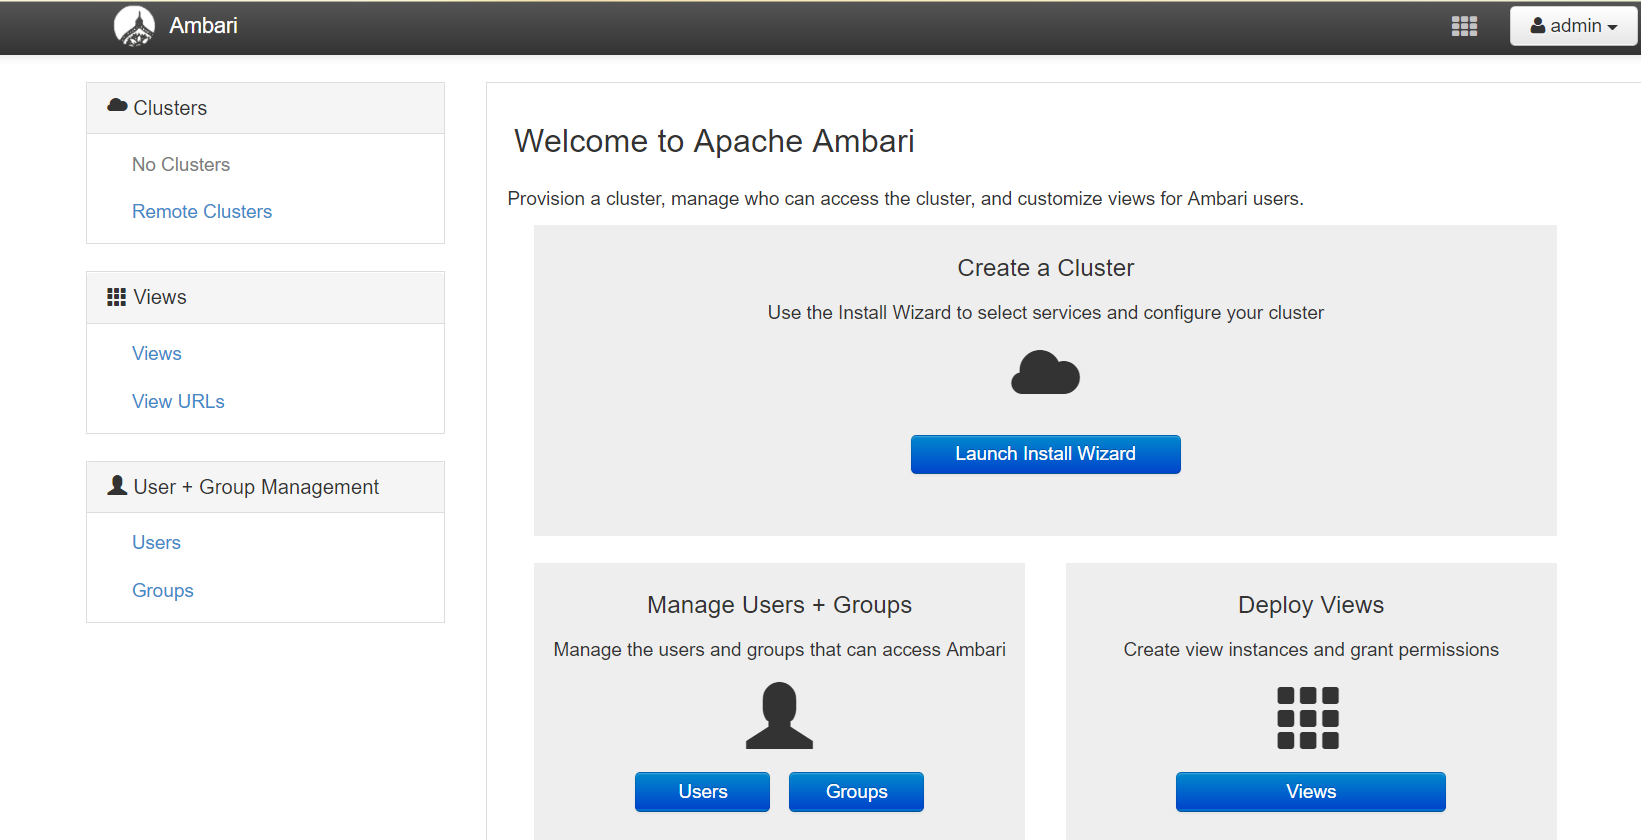 Ambari
admin
Clusters
No Clusters
Remote Clusters
Views
Views
View URLs
User + Group Management
Users
Groups
Welcome to Apache Ambari
Provision a cluster, manage who can access the cluster, and customize views for Ambari users.
Create a Cluster
Use the Install Wizard to select services and configure your cluster
Launch Install Wizard
Manage Users + Groups
Manage the users and groups that can access Ambari
Users
Groups
Deploy Views
Create view instances and grant permissions
Views